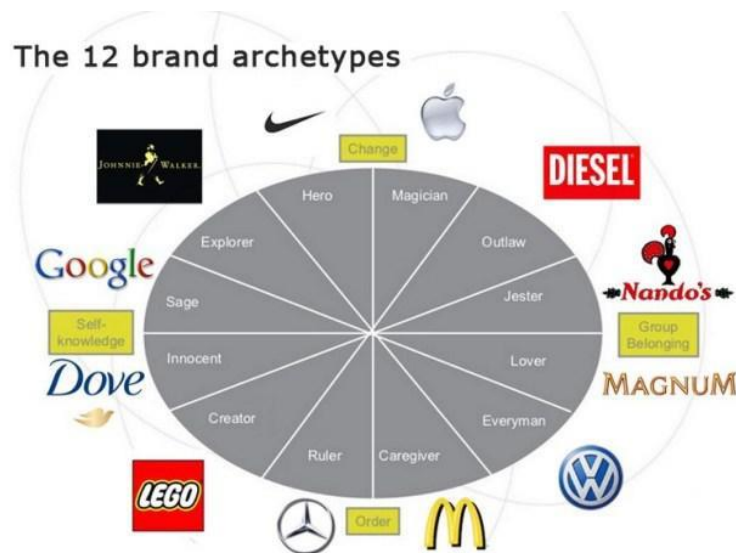 The 12 brand archetypes
Change
JOHNNIE WALKER
DIESEL
Hero
Magician
Explorer
Outlaw
Google
Sage
Jester
Nando's
Self-
knowledge
Group
Belonging
Innocent
Lover
Dove
MAGNUM
Creator
Everyman
Ruler
Caregiver
LEGO
VW
Order
M